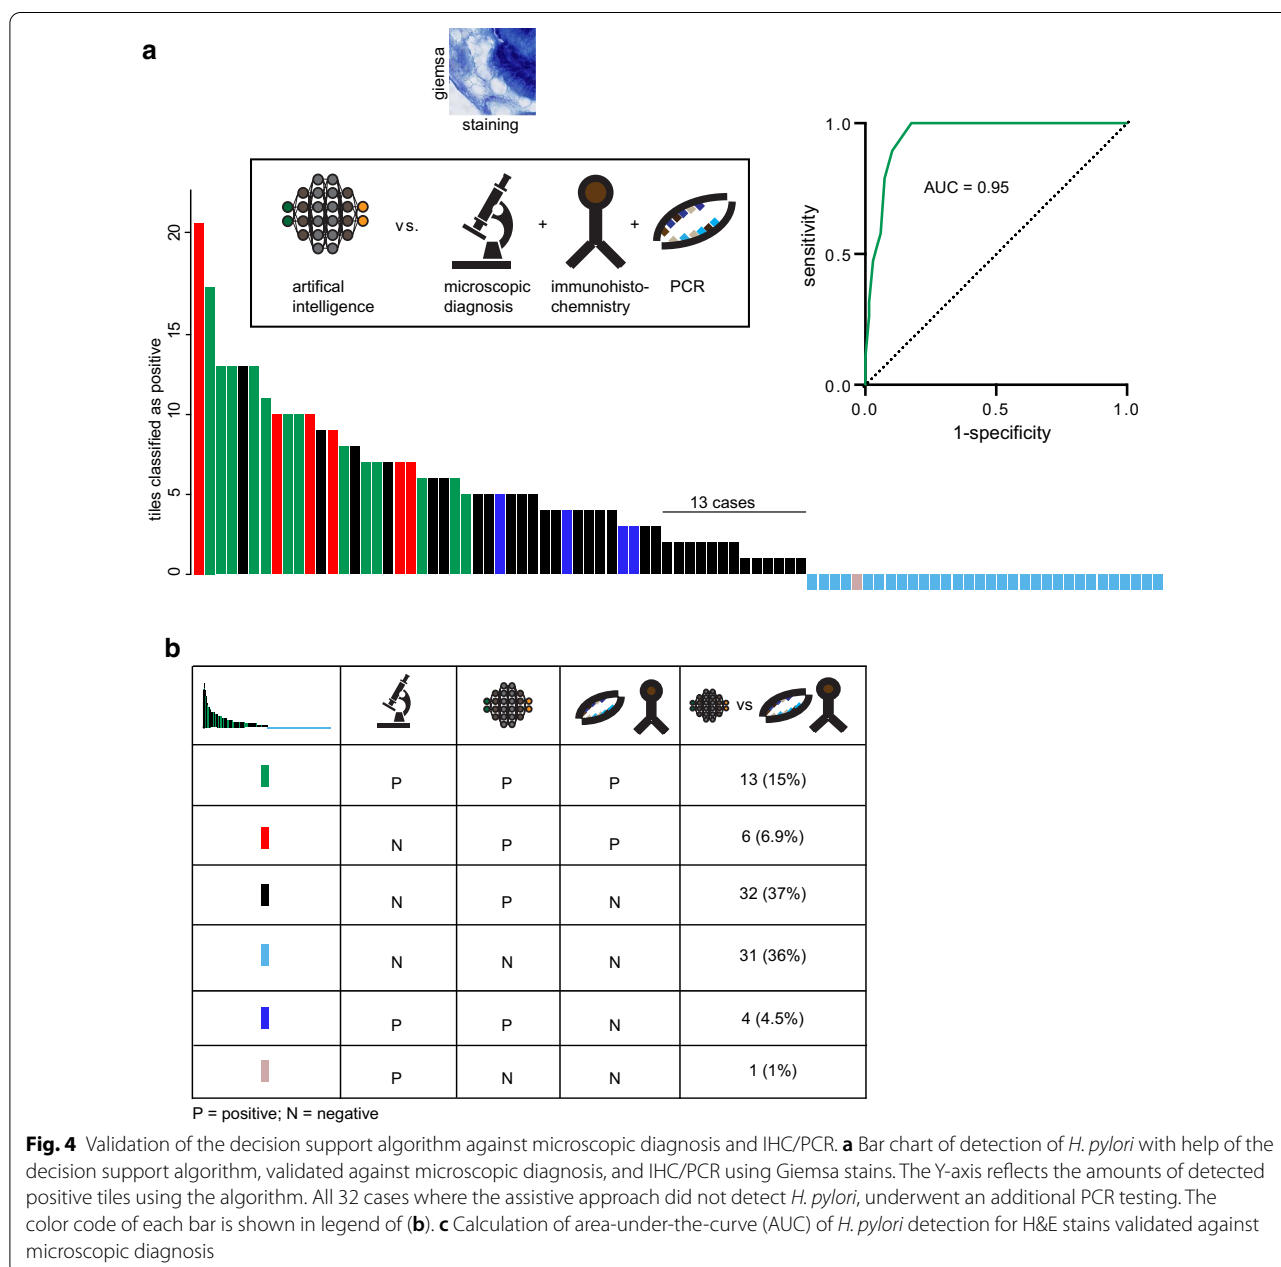 a
giemsa
staining
artifical
intelligence
vs.
microscopic
diagnosis
+
immunohisto-
chemnistry
+
PCR
tiles classified as positive
20
15
10
5
0
13 cases
sensitivity
1.0
0.5
0.0
AUC = 0.95
0.0 0.5 1.0
1-specificity
b
vs
P P P 13 (15%)
N P P 6 (6.9%)
N P N 32 (37%)
N N N 31 (36%)
P P N 4 (4.5%)
P N N 1 (1%)
P = positive; N = negative
Fig. 4 Validation of the decision support algorithm against microscopic diagnosis and IHC/PCR. a Bar chart of detection of H. pylori with help of the
decision support algorithm, validated against microscopic diagnosis, and IHC/PCR using Giemsa stains. The Y-axis reflects the amounts of detected
positive tiles using the algorithm. All 32 cases where the assistive approach did not detect H. pylori, underwent an additional PCR testing. The
color code of each bar is shown in legend of (b). c Calculation of area-under-the-curve (AUC) of H. pylori detection for H&E stains validated against
microscopic diagnosis